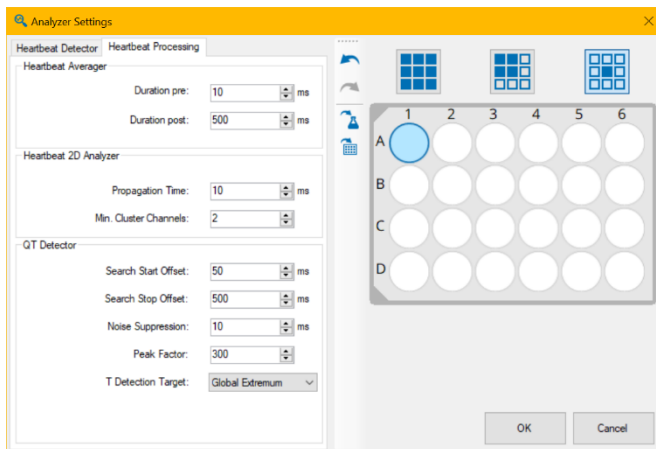 Analyzer Settings
Heartbeat Detector Heartbeat Processing
Heartbeat Averager
Duration pre: 10 ms
Duration post: 500 ms
Heartbeat 2D Analyzer
Propagation Time: 10 ms
Min. Cluster Channels: 2
QT Detector
Search Start Offset: 50 ms
Search Stop Offset: 500 ms
Noise Suppression: 10 ms
Peak Factor: 300
T Detection Target: Global Extremum
1 2 3 4 5 6
A
B
C
D
OK Cancel